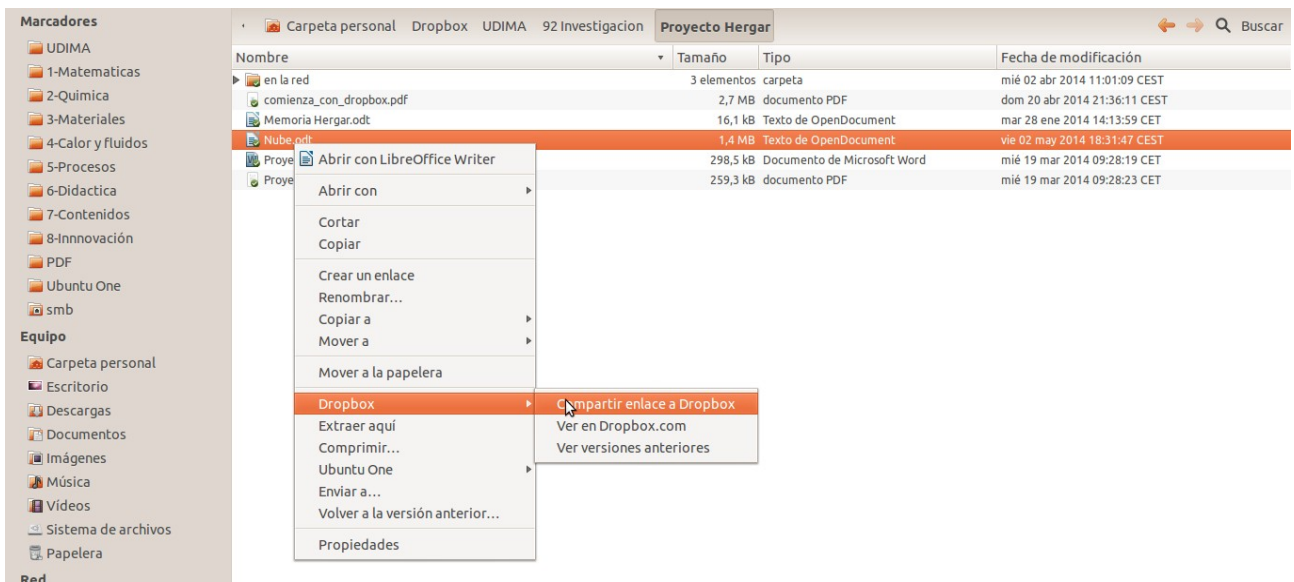 Marcadores
UDIMA
1-Matematicas
2-Quimica
3-Materiales
4-Calor y fluidos
5-Procesos
6-Didactica
7-Contenidos
8-Innnovación
PDF
Ubuntu One
smb
Equipo
Carpeta personal
Escritorio
Descargas
Documentos
Imágenes
Música
Vídeos
Sistema de archivos
Papelera
Red
Carpeta personal Dropbox UDIMA 92 Investigacion Proyecto Hergar Buscar
Nombre Tamaño Tipo Fecha de modificación
en la red 3 elementos carpeta mié 02 abr 2014 11:01:09 CEST
comienza_con_dropbox.pdf 2,7 MB documento PDF dom 20 abr 2014 21:36:11 CEST
Memoria Hergar.odt 16,1 kB Texto de OpenDocument mar 28 ene 2014 14:13:59 CET
Nube.odt 1,4 MB Texto de OpenDocument vie 02 may 2014 18:31:47 CEST
Proye 298,5 kB Documento de Microsoft Word mié 19 mar 2014 09:28:19 CET
Proye 259,3 kB documento PDF mié 19 mar 2014 09:28:23 CET
Abrir con LibreOffice Writer
Abrir con
Cortar
Copiar
Crear un enlace
Renombrar…
Copiar a
Mover a
Mover a la papelera
Dropbox
Extraer aquí
Comprimir…
Ubuntu One
Enviar a…
Volver a la versión anterior…
Propiedades
Compartir enlace a Dropbox
Ver en Dropbox.com
Ver versiones anteriores